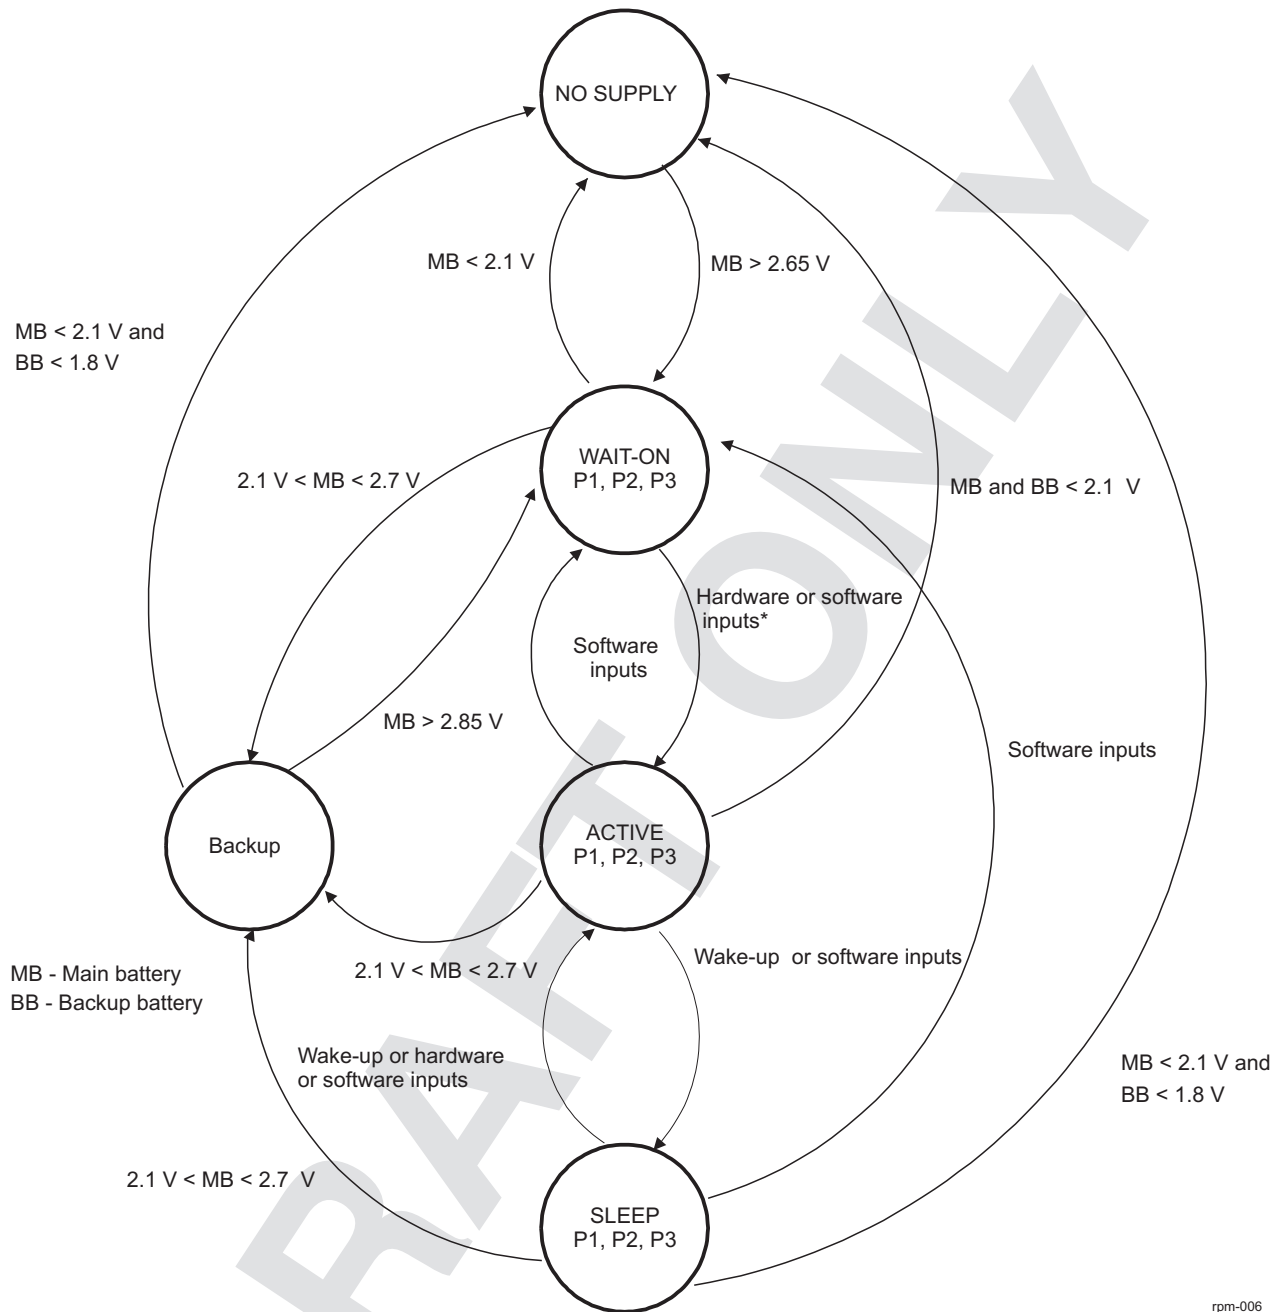 NO SUPPLY
MB < 2.1 V
MB > 2.65 V
MB < 2.1 V and
BB < 1.8 V
WAIT-ON
P1, P2, P3
2.1 V < MB < 2.7 V
MB and BB < 2.1 V
Hardware or software
inputs*
Software
inputs
MB > 2.85 V
Software inputs
Backup
ACTIVE
P1, P2, P3
MB - Main battery
BB - Backup battery
2.1 V < MB < 2.7 V
Wake-up or software inputs
Wake-up or hardware
or software inputs
MB < 2.1 V and
BB < 1.8 V
2.1 V < MB < 2.7 V
SLEEP
P1, P2, P3
rpm-006
RAFT ONLY